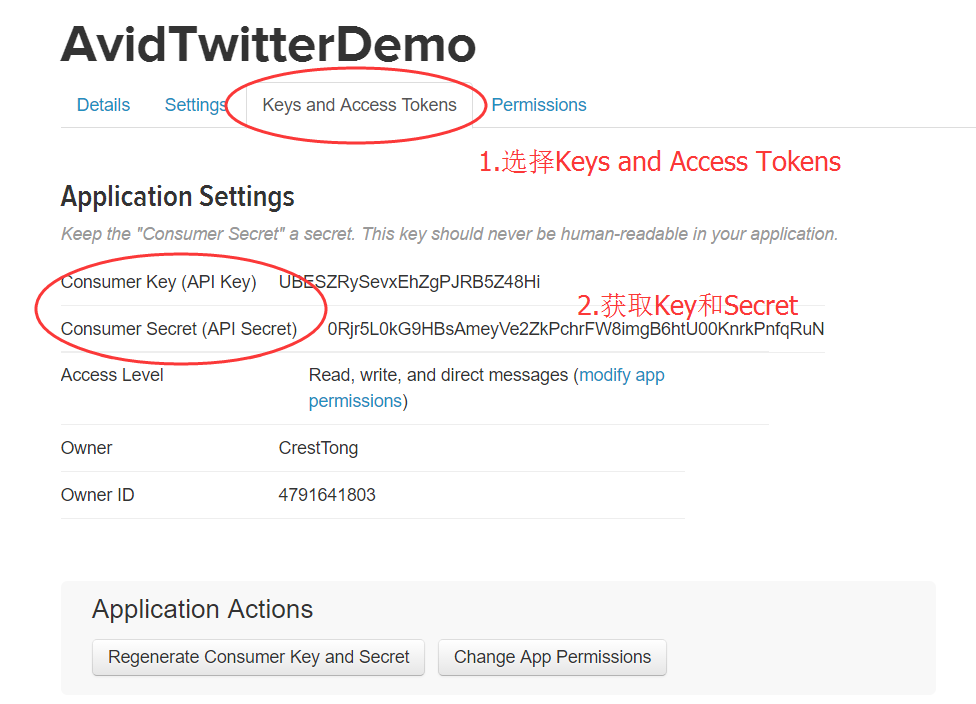 AvidTwitterDemo
Details Settings Keys and Access Tokens Permissions
1.选择Keys and Access Tokens
Application Settings
Keep the "Consumer Secret" a secret. This key should never be human-readable in your application.
Consumer Key (API Key) UBESZRySevxEhZgPJRB5Z48Hi
2.获取Key和Secret
Consumer Secret (API Secret) 0Rjr5L0kG9HBsAmeyVe2ZkPchrFW8imgB6htU00KnrkPnfqRuN
Access Level Read, write, and direct messages (modify app
permissions)
Owner CrestTong
Owner ID 4791641803
Application Actions
Regenerate Consumer Key and Secret Change App Permissions